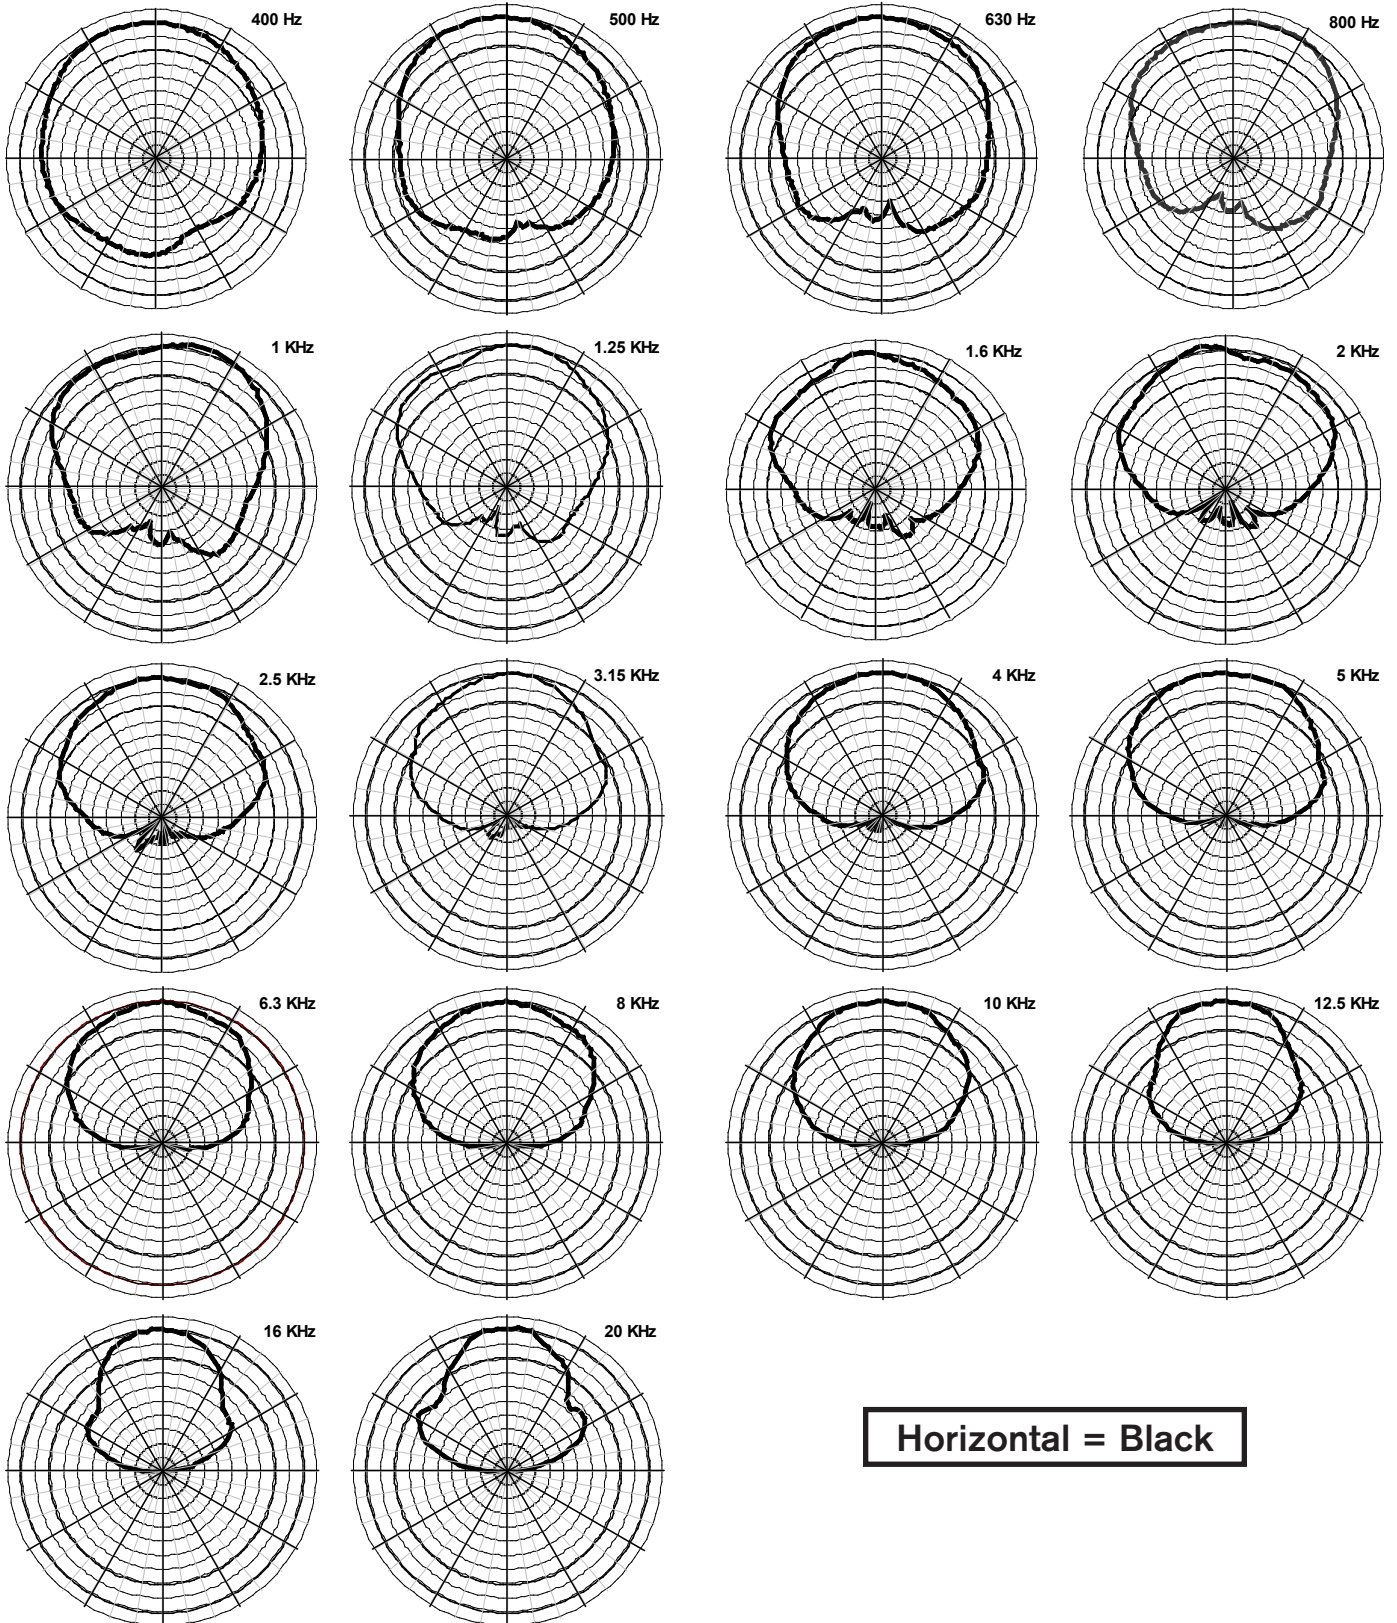 400 Hz
500 Hz
630 Hz
800 Hz
1 KHz
1.25 KHz
1.6 KHz
2 KHz
2.5 KHz
3.15 KHz
4 KHz
5 KHz
6.3 KHz
8 KHz
10 KHz
12.5 KHz
16 KHz
20 KHz
Horizontal = Black